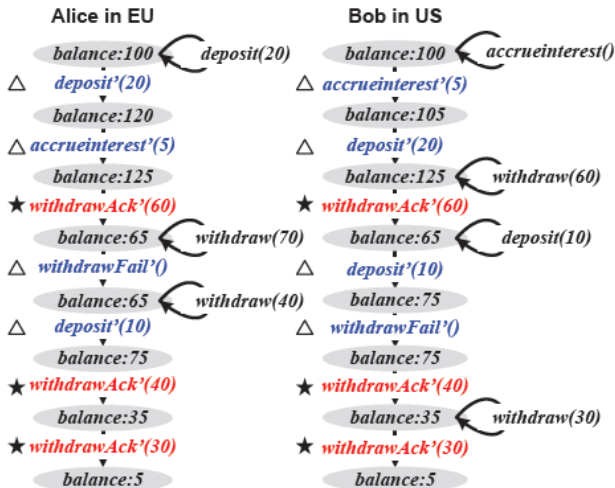 Alice in EU
balance:100
deposit(20)
△ deposit’(20)
balance:120
△ accrueinterest’(5)
balance:125
★ withdrawAck’(60)
balance:65
withdraw(70)
△ withdrawFail’()
balance:65
withdraw(40)
△ deposit’(10)
balance:75
★ withdrawAck’(40)
balance:35
★ withdrawAck’(30)
balance:5
Bob in US
balance:100
accrueinterest()
△ accrueinterest’(5)
balance:105
△ deposit’(20)
balance:125
withdraw(60)
★ withdrawAck’(60)
balance:65
deposit(10)
△ deposit’(10)
balance:75
△ withdrawFail’()
balance:75
★ withdrawAck’(40)
balance:35
withdraw(30)
★ withdrawAck’(30)
balance:5